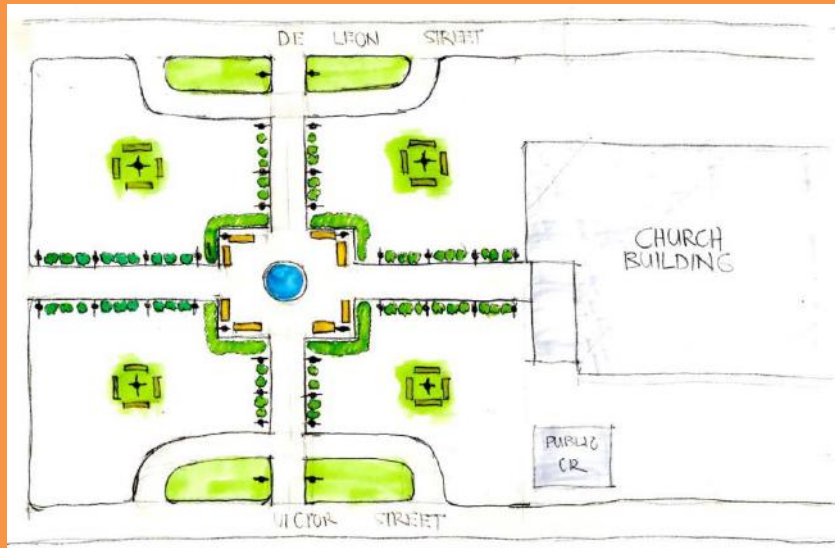 DE LEON STREET
CHURCH
BUILDING
PUBLIC
CR
VICTOR STREET